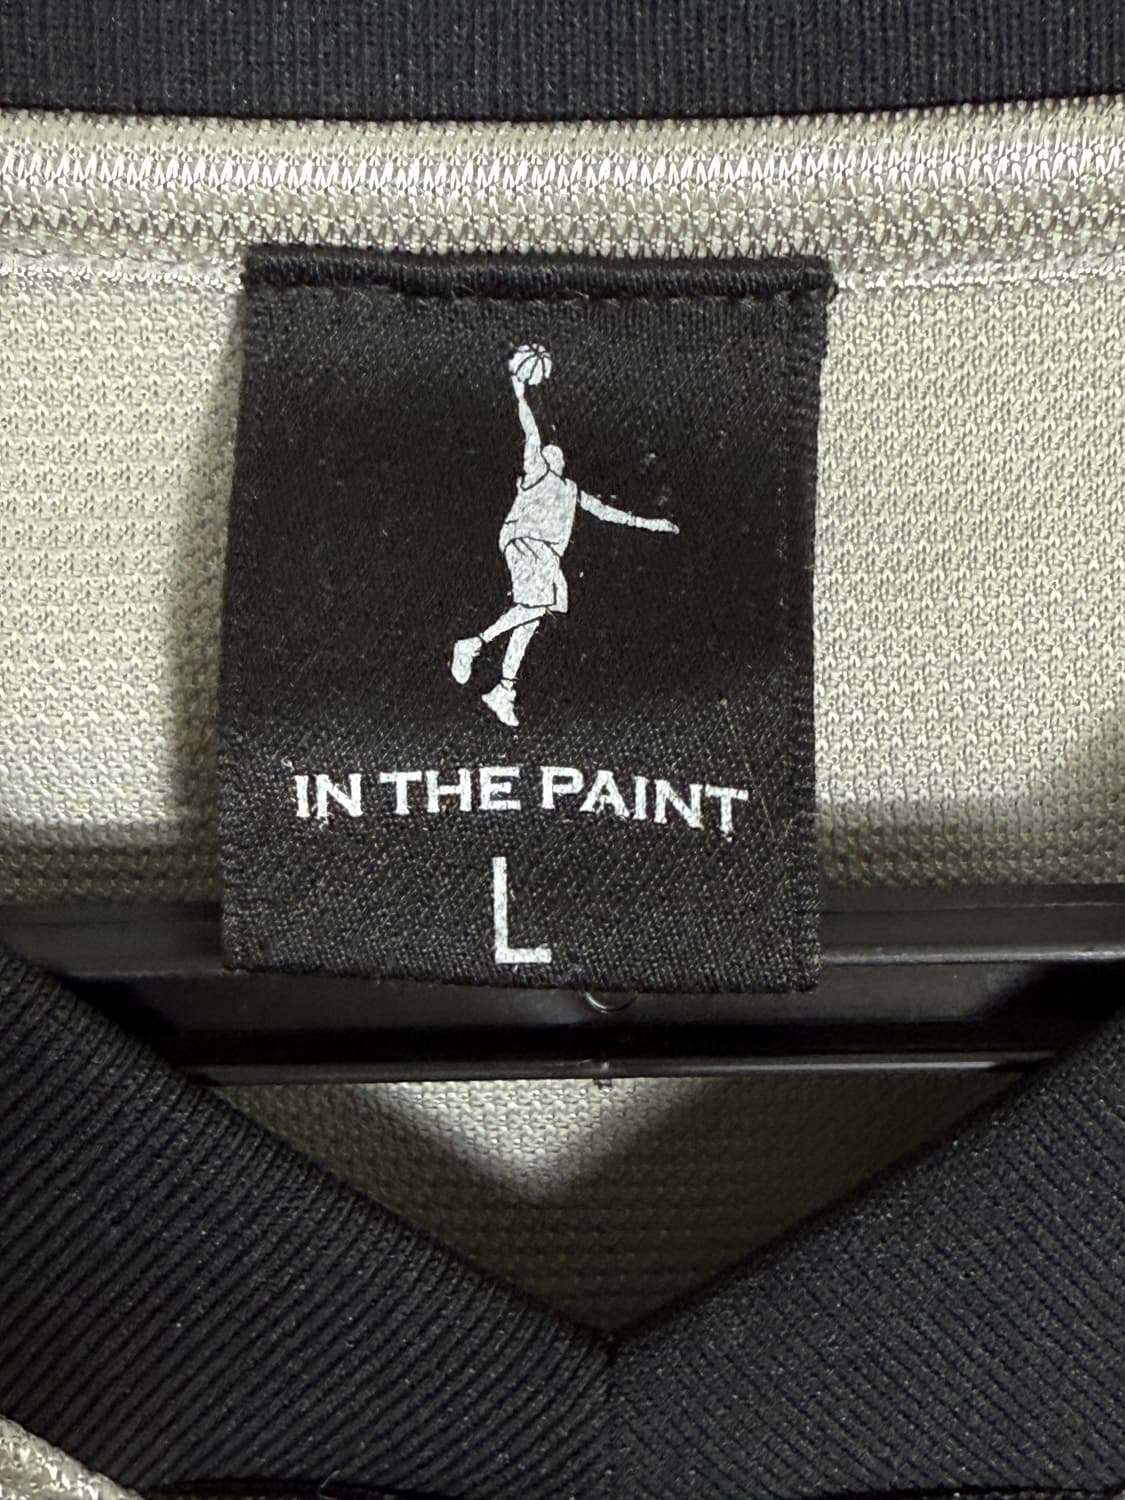 IN THE PAINT
L